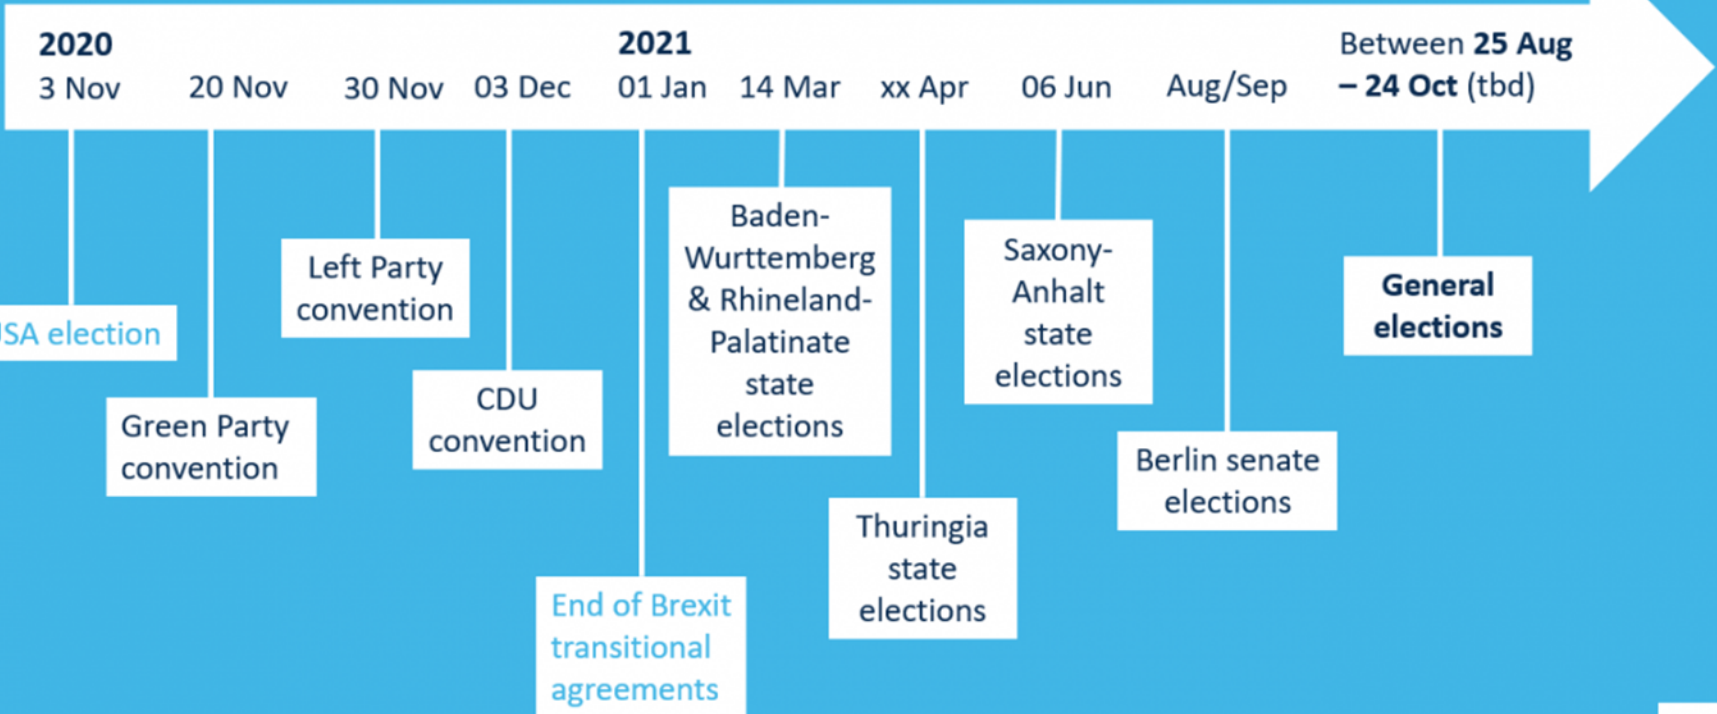 2020
3 Nov
20 Nov
30 Nov
03 Dec
2021
01 Jan
14 Mar
xx Apr
06 Jun
Aug/Sep
Between 25 Aug
– 24 Oct (tbd)
election
Green Party
convention
Left Party
convention
CDU
convention
End of Brexit
transitional
agreements
Baden-
Wurttemberg
& Rhineland-
Palatinate
state
elections
Thuringia
state
elections
Saxony-
Anhalt
state
elections
Berlin senate
elections
General
elections